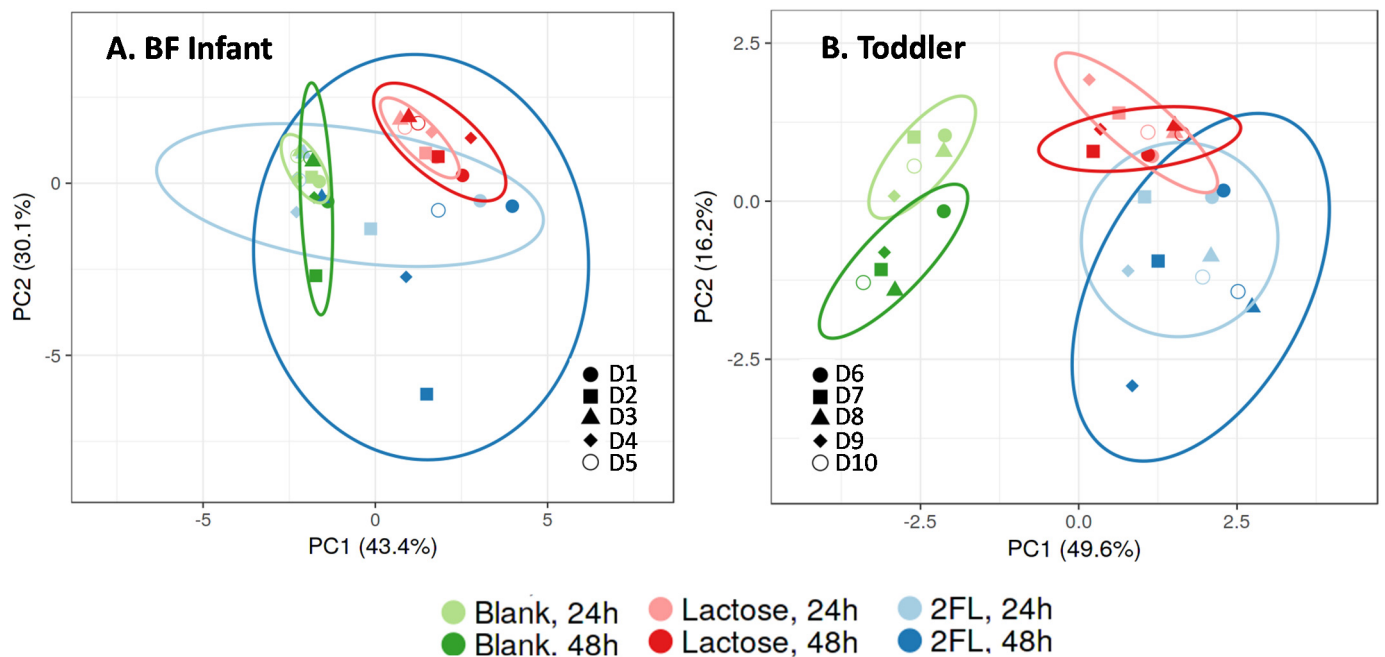 A. BF Infant
B. Toddler
PC2 (30.1%)
0
-5
-5
0
5
PC1 (43.4%)
D1
D2
D3
D4
D5
PC2 (16.2%)
2.5
0.0
-2.5
-2.5
0.0
2.5
PC1 (49.6%)
D6
D7
D8
D9
D10
Blank, 24h
Lactose, 24h
2FL, 24h
Blank, 48h
Lactose, 48h
2FL, 48h